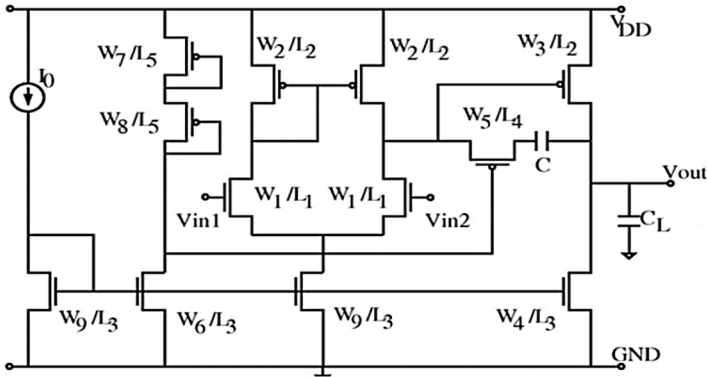 VDD
W7/L5
W2/L2
W2/L2
W3/L2
I0
W8/L5
W5/L4
C
Vout
W1/L1
W1/L1
Vin1
Vin2
CL
W9/L3
W6/L3
W9/L3
W4/L3
GND